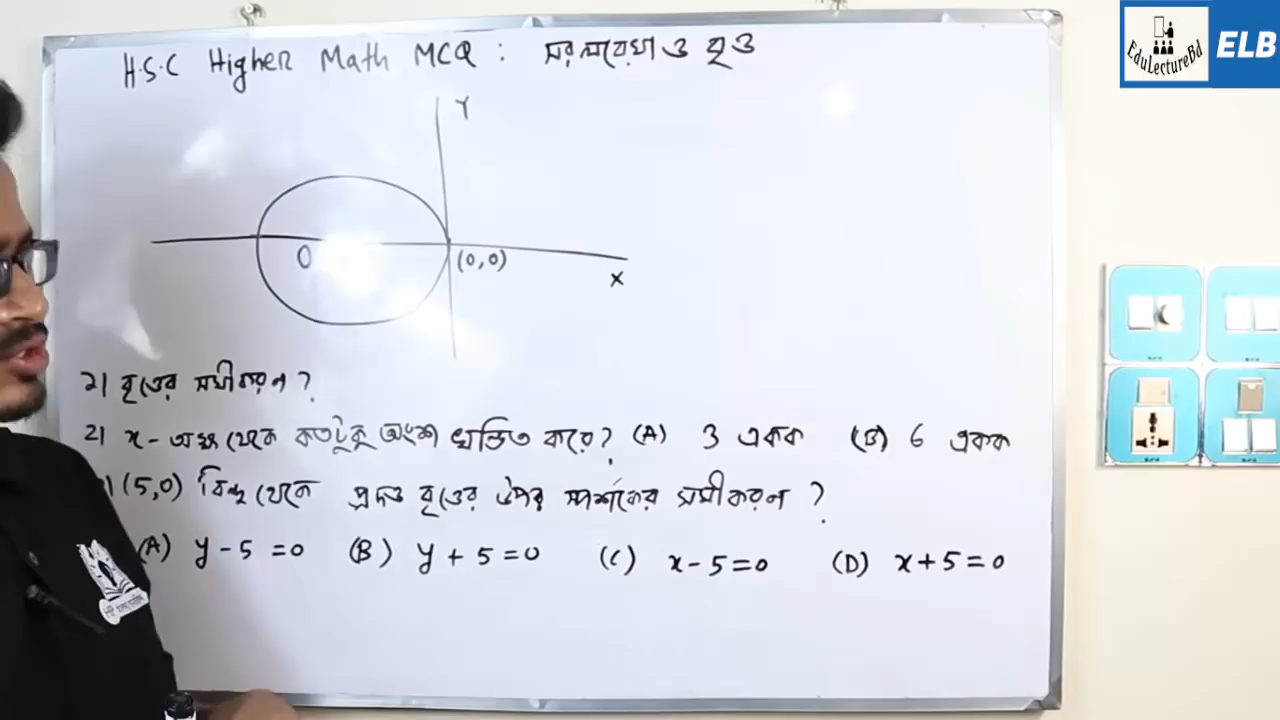 H.S.C Higher Math MCQ : সরলরেখা ও বৃত্ত
EduLectureBd
ELB
Y
O
(0,0)
X
১। বৃত্তের সমীকরণ ?
২। x - অক্ষ থেকে কতটুকু অংশ খন্ডিত করে? (A) 3 একক (B) 6 একক
। (5,0) বিন্দু থেকে প্রদত্ত বৃত্তের উপর স্পর্শকের সমীকরণ ?
(A) y - 5 = 0 (B) y + 5 = 0 (C) x - 5 = 0 (D) x + 5 = 0